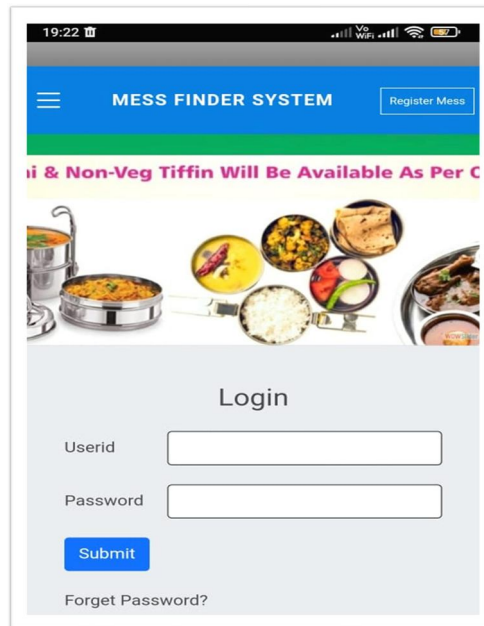 19:22
Vo
WiFi
57
MESS FINDER SYSTEM
Register Mess
& Non-Veg Tiffin Will Be Available As Per
Login
Userid
Password
Submit
Forget Password?